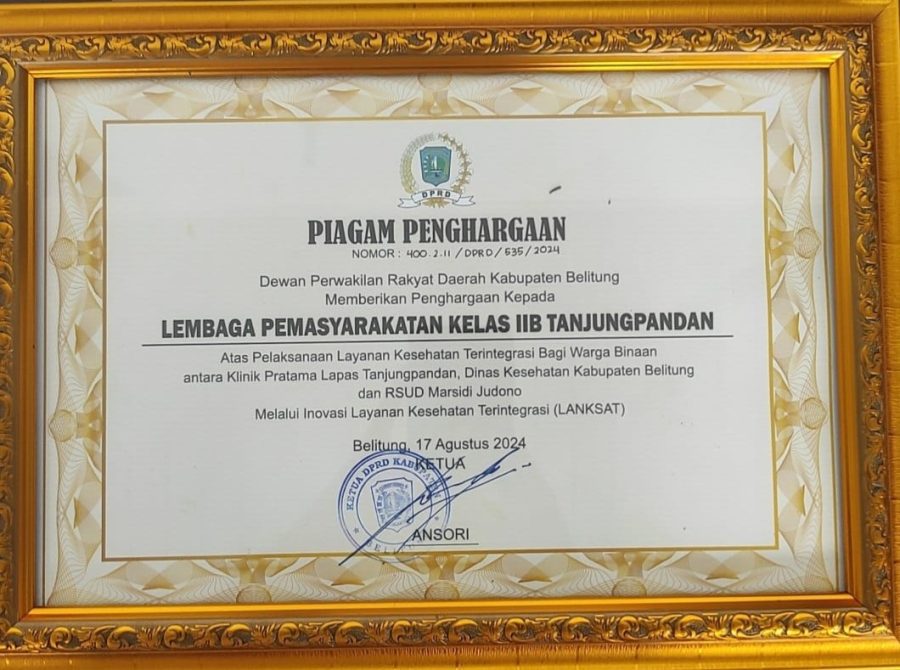 DPRD
PIAGAM PENGHARGAAN
NOMOR : 400.2.11/DPRD/535/2024
Dewan Perwakilan Rakyat Daerah Kabupaten Belitung
Memberikan Penghargaan Kepada
LEMBAGA PEMASYARAKATAN KELAS IIB TANJUNGPANDAN
Atas Pelaksanaan Layanan Kesehatan Terintegrasi Bagi Warga Binaan
antara Klinik Pratama Lapas Tanjungpandan, Dinas Kesehatan Kabupaten Belitung
dan RSUD Marsidi Judono
Melalui Inovasi Layanan Kesehatan Terintegrasi (LANKSAT)
Belitung, 17 Agustus 2024
KETUA
KETUA DPRD KABUPATEN
ANSORI